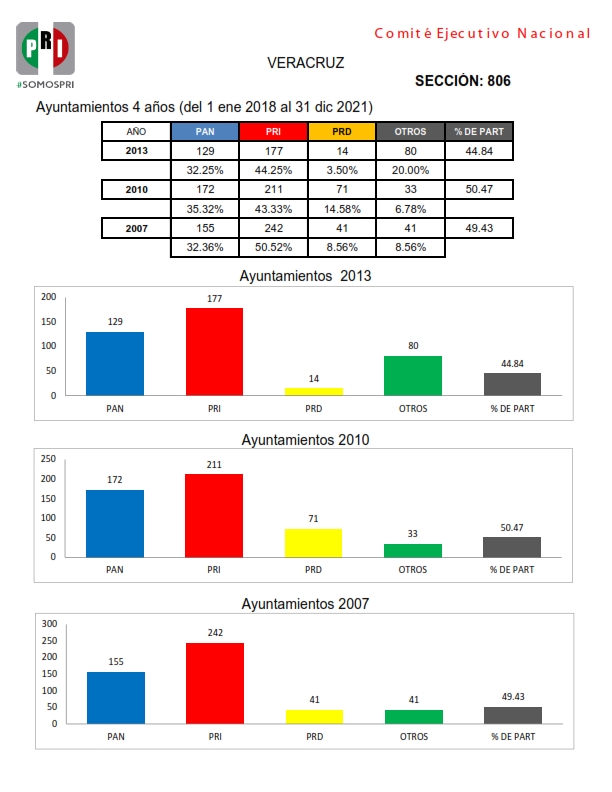 Comité Ejecutivo Nacional
PRI
#SOMOSPRI
VERACRUZ
SECCIÓN: 806
Ayuntamientos 4 años (del 1 ene 2018 al 31 dic 2021)
AÑO PAN PRI PRD OTROS % DE PART
2013 129 177 14 80 44.84
32.25% 44.25% 3.50% 20.00%
2010 172 211 71 33 50.47
35.32% 43.33% 14.58% 6.78%
2007 155 242 41 41 49.43
32.36% 50.52% 8.56% 8.56%
Ayuntamientos 2013
200
150
100
50
0
129
177
14
80
44.84
PAN PRI PRD OTROS % DE PART
Ayuntamientos 2010
250
200
150
100
50
0
172
211
71
33
50.47
PAN PRI PRD OTROS % DE PART
Ayuntamientos 2007
300
250
200
150
100
50
0
155
242
41
41
49.43
PAN PRI PRD OTROS % DE PART